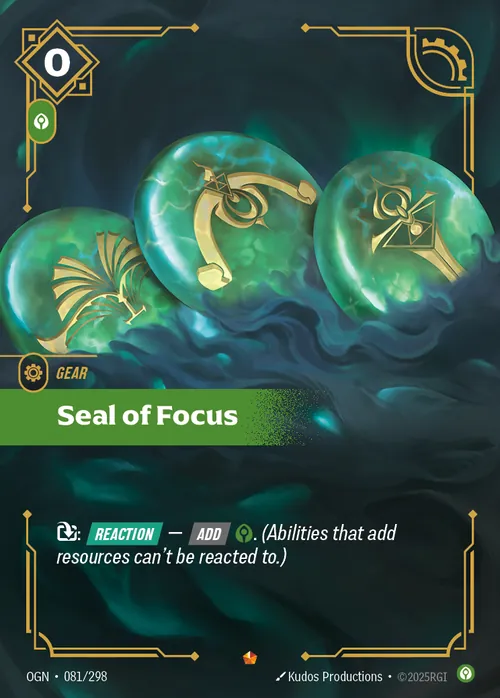 0
GEAR
Seal of Focus
: REACTION — ADD . (Abilities that add
resources can't be reacted to.)
OGN • 081/298
Kudos Productions • ©2025RGI